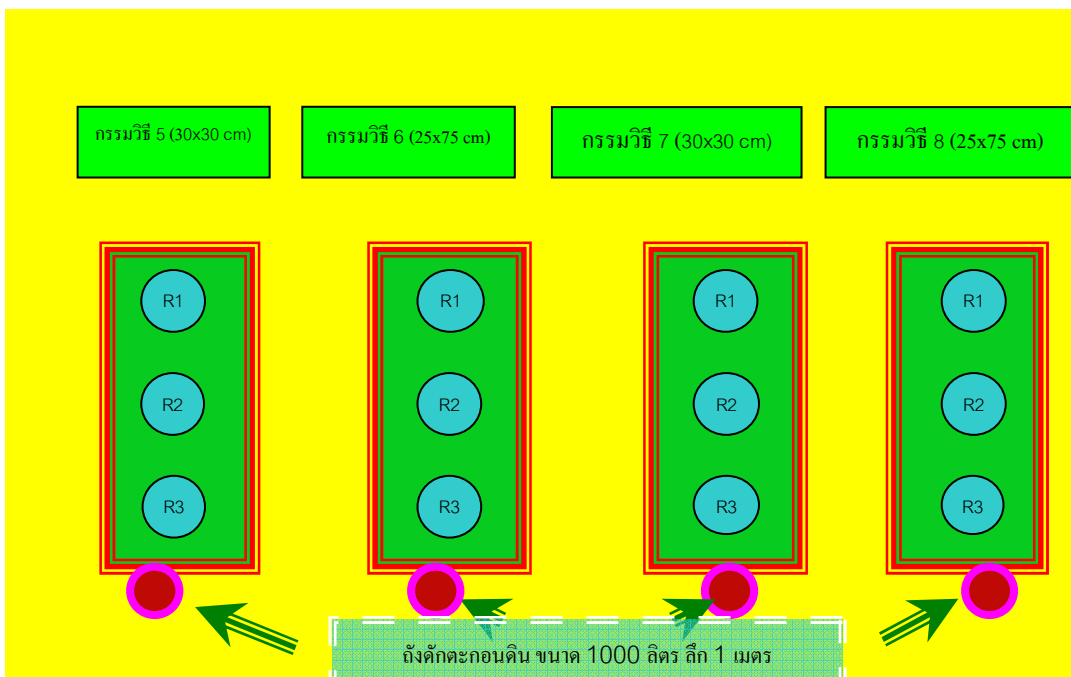 กรรมวิธี 5 (30x30 cm)
กรรมวิธี 6 (25x75 cm)
กรรมวิธี 7 (30x30 cm)
กรรมวิธี 8 (25x75 cm)
R1
R1
R1
R1
R2
R2
R2
R2
R3
R3
R3
R3
ถังดักตะกอนดิน ขนาด 1000 ลิตร ลึก 1 เมตร